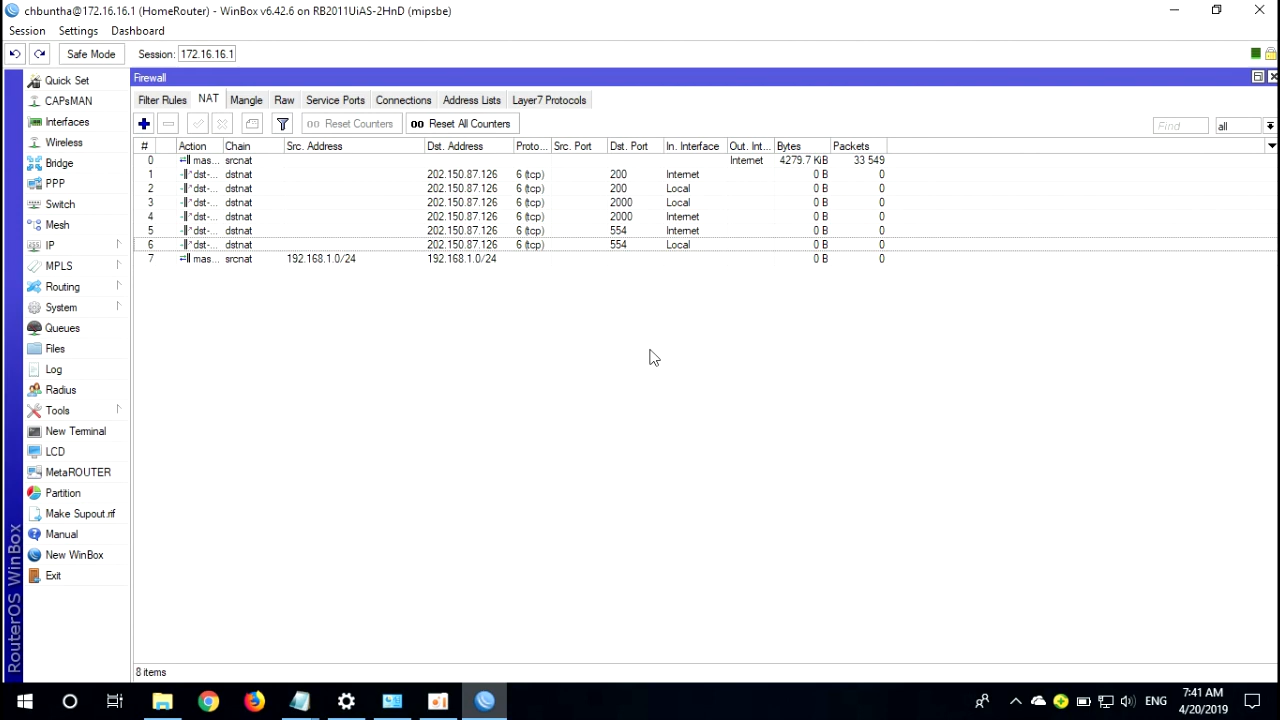 chbuntha@172.16.16.1 (HomeRouter) - WinBox v6.42.6 on RB2011UiAS-2HnD (mipsbe)
Session Settings Dashboard
Safe Mode Session: 172.16.16.1
Firewall
Filter Rules NAT Mangle Raw Service Ports Connections Address Lists Layer7 Protocols
00 Reset Counters 00 Reset All Counters Find all
# Action Chain Src. Address Dst. Address Proto... Src. Port Dst. Port In. Interface Out. Int... Bytes Packets
0 mas... srcnat Internet 4279.7 KiB 33 549
1 dst-... dstnat 202.150.87.126 6 (tcp) 200 Internet 0 B 0
2 dst-... dstnat 202.150.87.126 6 (tcp) 200 Local 0 B 0
3 dst-... dstnat 202.150.87.126 6 (tcp) 2000 Local 0 B 0
4 dst-... dstnat 202.150.87.126 6 (tcp) 2000 Internet 0 B 0
5 dst-... dstnat 202.150.87.126 6 (tcp) 554 Internet 0 B 0
6 dst-... dstnat 202.150.87.126 6 (tcp) 554 Local 0 B 0
7 mas... srcnat 192.168.1.0/24 192.168.1.0/24 0 B 0
8 items
Quick Set
CAPsMAN
Interfaces
Wireless
Bridge
PPP
Switch
Mesh
IP
MPLS
Routing
System
Queues
Files
Log
Radius
Tools
New Terminal
LCD
MetaROUTER
Partition
Make Supout.rif
Manual
New WinBox
Exit
RouterOS WinBox
ENG
7:41 AM
4/20/2019